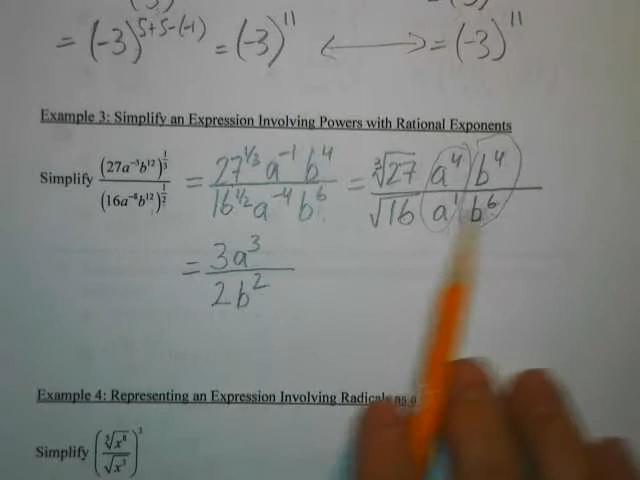 = (-3)^{5+5-(-1)} = (-3)^{11} ⟷ = (-3)^{11}
Example 3: Simplify an Expression Involving Powers with Rational Exponents
Simplify (27a^{-3}b^{12})^{1/3} / (16a^{-8}b^{12})^{1/2} = 27^{1/3} a^{-1} b^4 / 16^{1/2} a^{-4} b^6 = ∛27 a^4 b^4 / √16 a^1 b^6
= 3a^3 / 2b^2
Example 4: Representing an Expression Involving Radicals as a